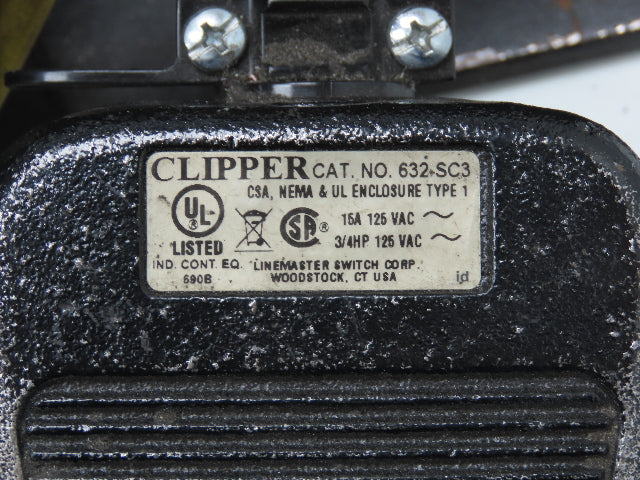 CLIPPER CAT. NO. 632-SC3
CSA, NEMA & UL ENCLOSURE TYPE 1
UL ® LISTED
SA ®
15A 125 VAC ~
3/4HP 125 VAC ~
IND. CONT. EQ.
690B
LINEMASTER SWITCH CORP.
WOODSTOCK, CT USA
id